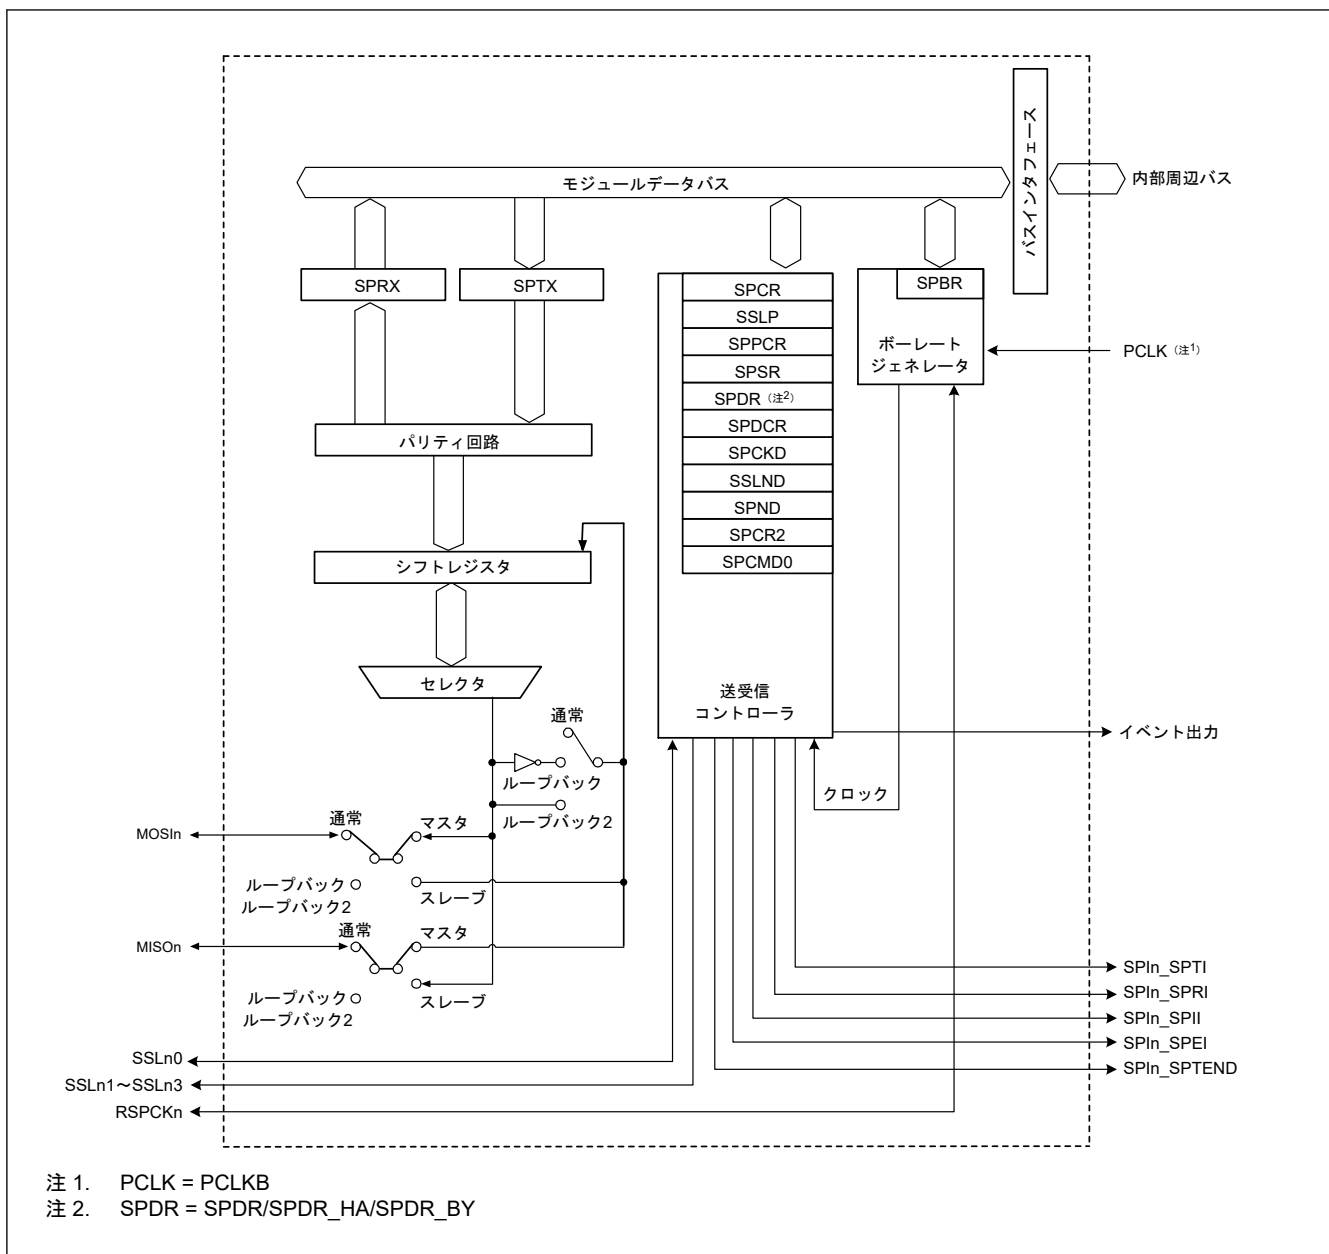 モジュールデータバス
バスインタフェース
内部周辺バス
SPRX
SPTX
SPCR
SSLP
SPPCR
SPSR
SPDR（注2）
SPDCR
SPCKD
SSLND
SPND
SPCR2
SPCMD0
送受信
コントローラ
SPBR
ボーレート
ジェネレータ
PCLK（注1）
パリティ回路
シフトレジスタ
セレクタ
通常
ループバック
ループバック2
クロック
イベント出力
MOSIn
通常
マスタ
ループバック
ループバック2
スレーブ
MISOn
通常
マスタ
ループバック
ループバック2
スレーブ
SPIn_SPTI
SPIn_SPRI
SPIn_SPII
SPIn_SPEI
SPIn_SPTEND
SSLn0
SSLn1～SSLn3
RSPCKn
注 1. PCLK = PCLKB
注 2. SPDR = SPDR/SPDR_HA/SPDR_BY